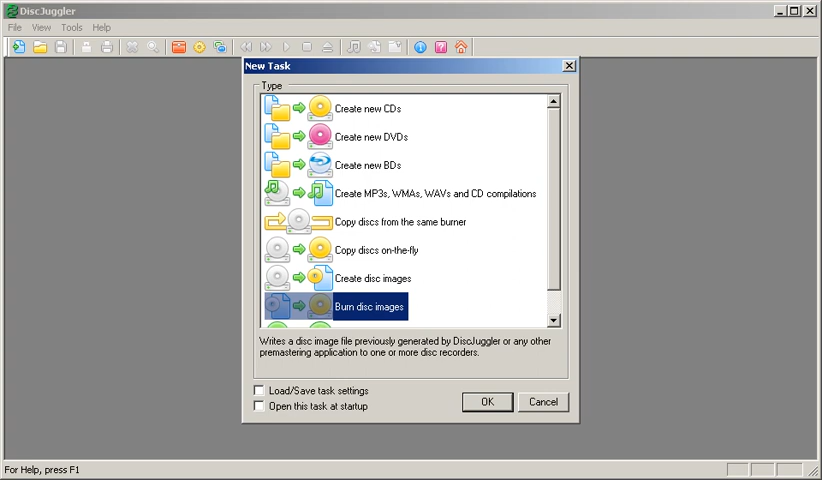 DiscJuggler
File View Tools Help
New Task
Type
Create new CDs
Create new DVDs
Create new BDs
Create MP3s, WMAs, WAVs and CD compilations
Copy discs from the same burner
Copy discs on-the-fly
Create disc images
Burn disc images
Writes a disc image file previously generated by DiscJuggler or any other
premastering application to one or more disc recorders.
Load/Save task settings
Open this task at startup
OK Cancel
For Help, press F1